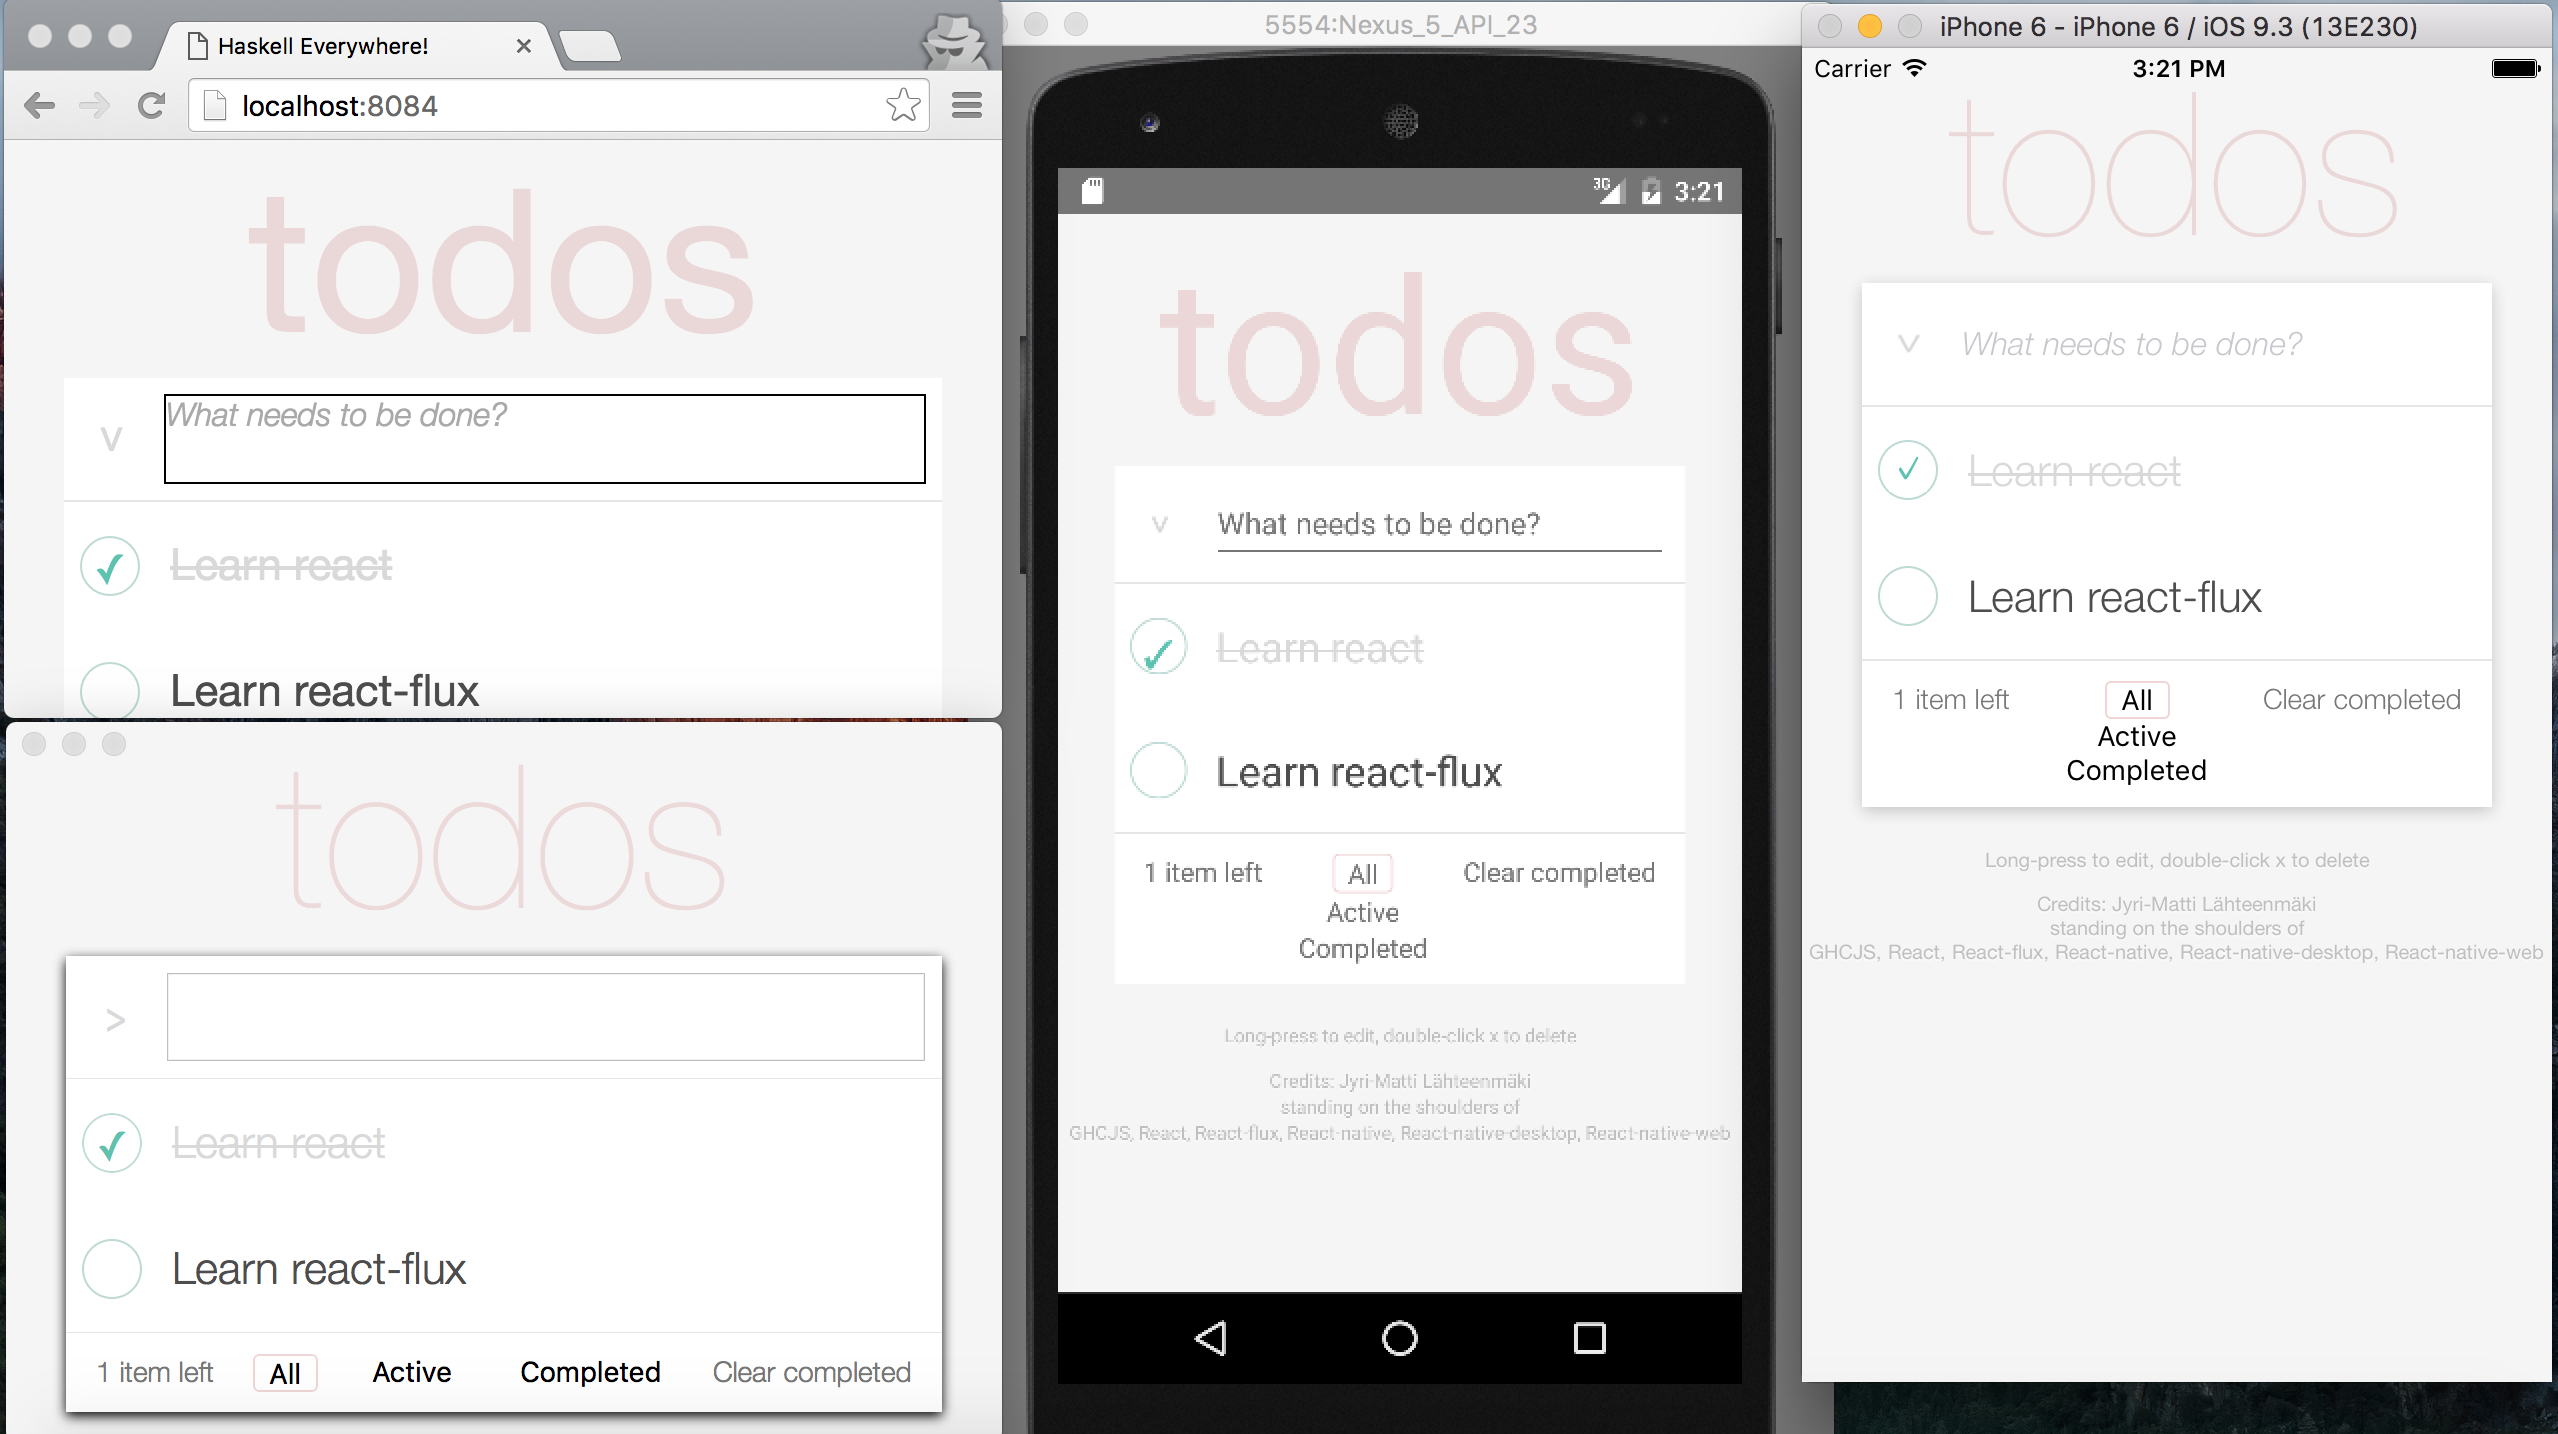 Haskell Everywhere!
localhost:8084
todos
v What needs to be done?
✓ Learn react
Learn react-flux
todos
>
✓ Learn react
Learn react-flux
1 item left All Active Completed Clear completed
5554:Nexus_5_API_23
3G 3:21
todos
v What needs to be done?
✓ Learn react
Learn react-flux
1 item left All Clear completed
Active
Completed
Long-press to edit, double-click x to delete
Credits: Jyri-Matti Lähteenmäki
standing on the shoulders of
GHCJS, React, React-flux, React-native, React-native-desktop, React-native-web
iPhone 6 - iPhone 6 / iOS 9.3 (13E230)
Carrier 3:21 PM
todos
v What needs to be done?
✓ Learn react
Learn react-flux
1 item left All Clear completed
Active
Completed
Long-press to edit, double-click x to delete
Credits: Jyri-Matti Lähteenmäki
standing on the shoulders of
GHCJS, React, React-flux, React-native, React-native-desktop, React-native-web